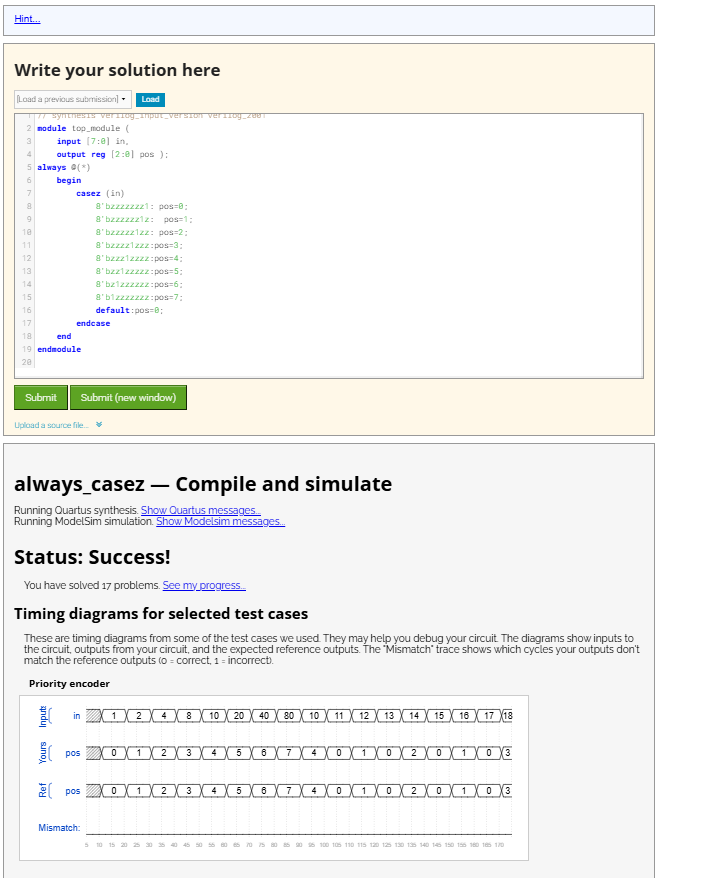 Hint...
Write your solution here
[Load a previous submission]
Load
1 // synthesis verilog_input_version verilog_2001
2 module top_module (
3 input [7:0] in,
4 output reg [2:0] pos );
5 always @(*)
6 begin
7 casez (in)
8 8'bzzzzzzz1: pos=0;
9 8'bzzzzzz1z: pos=1;
10 8'bzzzzz1zz: pos=2;
11 8'bzzzz1zzz:pos=3;
12 8'bzzz1zzzz:pos=4;
13 8'bzz1zzzzz:pos=5;
14 8'bz1zzzzzz:pos=6;
15 8'b1zzzzzzz:pos=7;
16 default:pos=0;
17 endcase
18 end
19 endmodule
20
Submit Submit (new window)
Upload a source file...
always_casez — Compile and simulate
Running Quartus synthesis. Show Quartus messages...
Running ModelSim simulation. Show Modelsim messages...
Status: Success!
You have solved 17 problems. See my progress...
Timing diagrams for selected test cases
These are timing diagrams from some of the test cases we used. They may help you debug your circuit. The diagrams show inputs to
the circuit, outputs from your circuit, and the expected reference outputs. The "Mismatch" trace shows which cycles your outputs don't
match the reference outputs (0 = correct, 1 = incorrect).
Priority encoder
Inputs in 1 2 4 8 10 20 40 80 10 11 12 13 14 15 16 17 18
Yours pos 0 1 2 3 4 5 6 7 4 0 1 0 2 0 1 0 3
Ref pos 0 1 2 3 4 5 6 7 4 0 1 0 2 0 1 0 3
Mismatch:
5 10 15 20 25 30 35 40 45 50 55 60 65 70 75 80 85 90 95 100 105 110 115 120 125 130 135 140 145 150 155 160 165 170